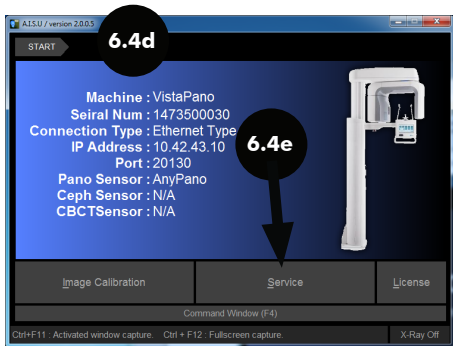 A.I.S.U / version 2.0.0.5
START
6.4d
Machine : VistaPano
Seiral Num : 1473500030
Connection Type : Ethernet Type
IP Address : 10.42.43.10
6.4e
Port : 20130
Pano Sensor : AnyPano
Ceph Sensor : N/A
CBCTSensor : N/A
Image Calibration
Service
License
Command Window (F4)
Ctrl+F11 : Activated window capture. Ctrl + F12 : Fullscreen capture.
X-Ray Off